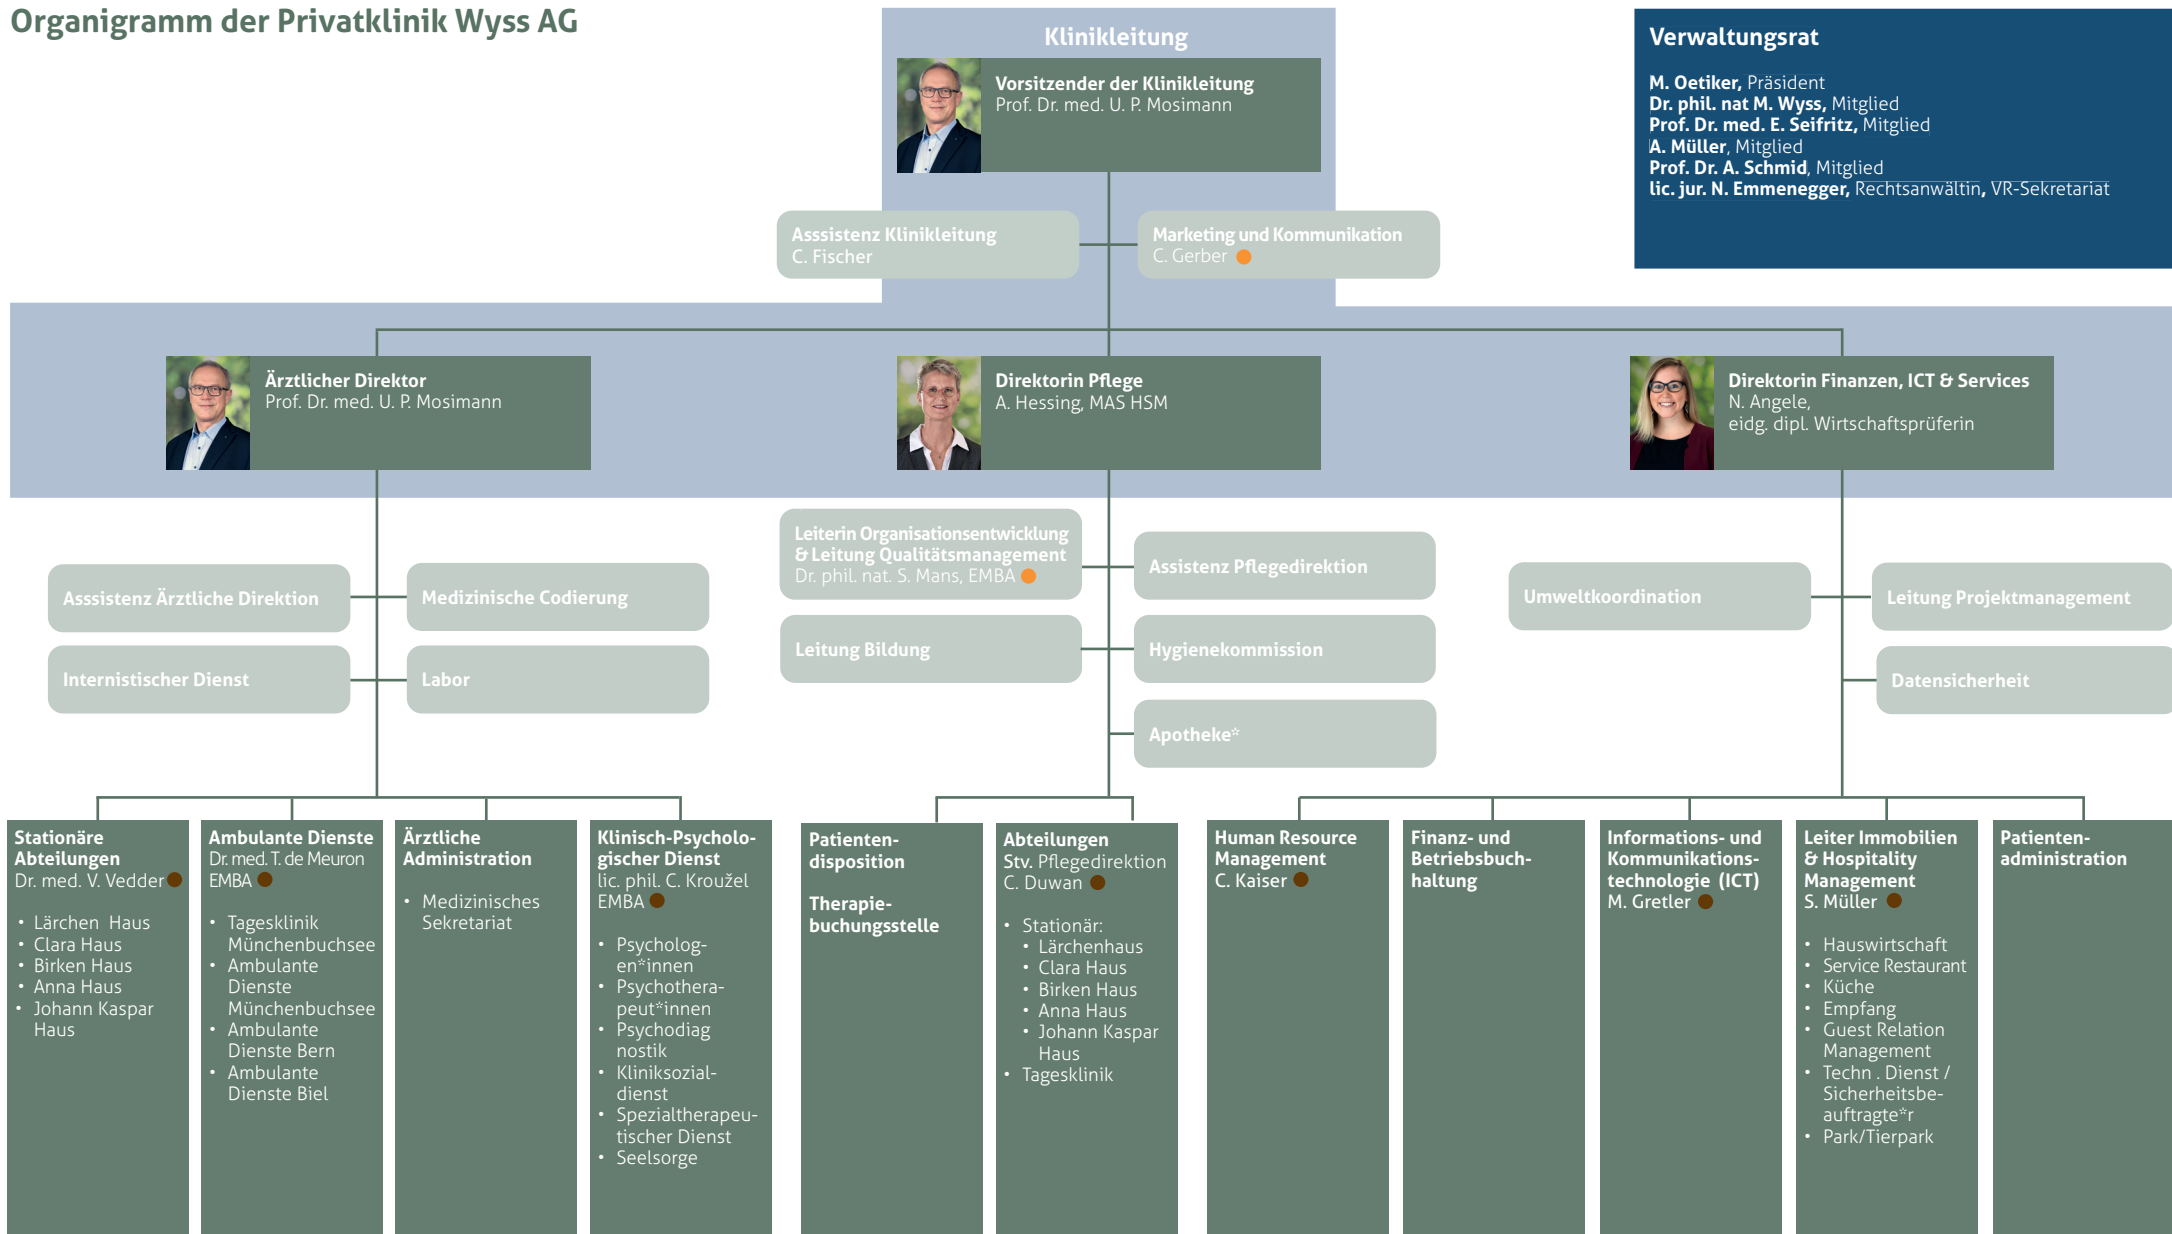 Organigramm der Privatklinik Wyss AG
Klinikleitung
Vorsitzender der Klinikleitung
Prof. Dr. med. U. P. Mosimann
Verwaltungsrat
M. Oetiker, Präsident
Dr. phil. nat M. Wyss, Mitglied
Prof. Dr. med. E. Seifritz, Mitglied
A. Müller, Mitglied
Prof. Dr. A. Schmid, Mitglied
lic. jur. N. Emmenegger, Rechtsanwältin, VR-Sekretariat
Asssistenz Klinikleitung
C. Fischer
Marketing und Kommunikation
C. Gerber
Ärztlicher Direktor
Prof. Dr. med. U. P. Mosimann
Direktorin Pflege
A. Hessing, MAS HSM
Direktorin Finanzen, ICT & Services
N. Angele,
eidg. dipl. Wirtschaftsprüferin
Asssistenz Ärztliche Direktion
Medizinische Codierung
Internistischer Dienst
Labor
Leiterin Organisationsentwicklung
& Leitung Qualitätsmanagement
Dr. phil. nat. S. Mans, EMBA
Assistenz Pflegedirektion
Leitung Bildung
Hygienekommission
Apotheke*
Umweltkoordination
Leitung Projektmanagement
Datensicherheit
Stationäre
Abteilungen
Dr. med. V. Vedder
• Lärchen Haus
• Clara Haus
• Birken Haus
• Anna Haus
• Johann Kaspar
Haus
Ambulante Dienste
Dr. med. T. de Meuron
EMBA
• Tagesklinik
Münchenbuchsee
• Ambulante
Dienste
Münchenbuchsee
• Ambulante
Dienste Bern
• Ambulante
Dienste Biel
Ärztliche
Administration
• Medizinisches
Sekretariat
Klinisch-Psycholo-
gischer Dienst
lic. phil. C. Kroužel
EMBA
• Psycholog-
en*innen
• Psychothera-
peut*innen
• Psychodiag
nostik
• Kliniksozial-
dienst
• Spezialtherapeu-
tischer Dienst
• Seelsorge
Patienten-
disposition
Therapie-
buchungsstelle
Abteilungen
Stv. Pflegedirektion
C. Duwan
• Stationär:
• Lärchenhaus
• Clara Haus
• Birken Haus
• Anna Haus
• Johann Kaspar
Haus
• Tagesklinik
Human Resource
Management
C. Kaiser
Finanz- und
Betriebsbuch-
haltung
Informations- und
Kommunikations-
technologie (ICT)
M. Gretler
Leiter Immobilien
& Hospitality
Management
S. Müller
• Hauswirtschaft
• Service Restaurant
• Küche
• Empfang
• Guest Relation
Management
• Techn . Dienst /
Sicherheitsbe-
auftragte*r
• Park/Tierpark
Patienten-
administration